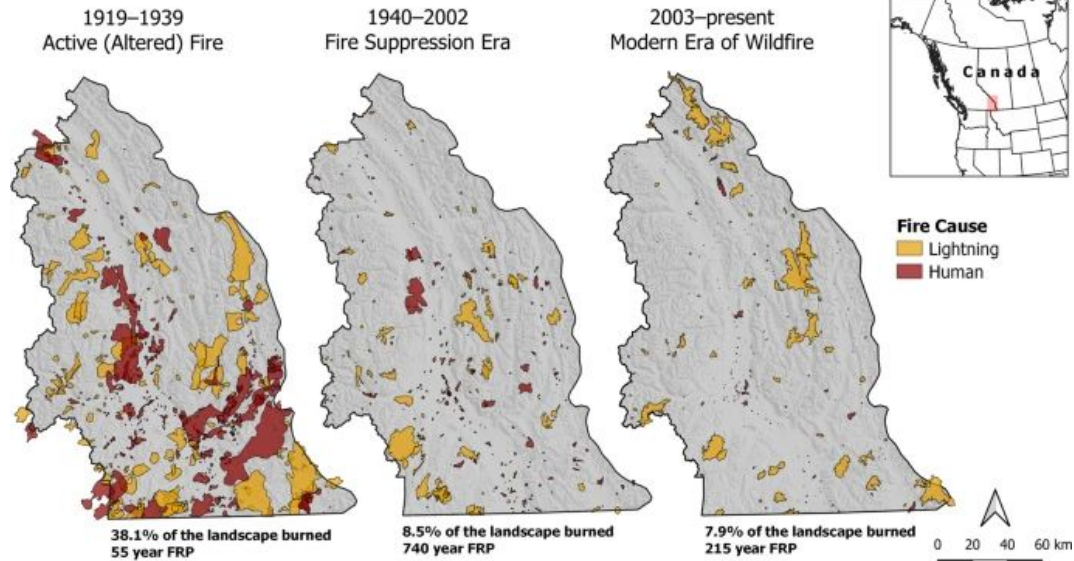 1919–1939
Active (Altered) Fire
1940–2002
Fire Suppression Era
2003–present
Modern Era of Wildfire
Canada
Fire Cause
Lightning
Human
38.1% of the landscape burned
55 year FRP
8.5% of the landscape burned
740 year FRP
7.9% of the landscape burned
215 year FRP
0 20 40 60 km